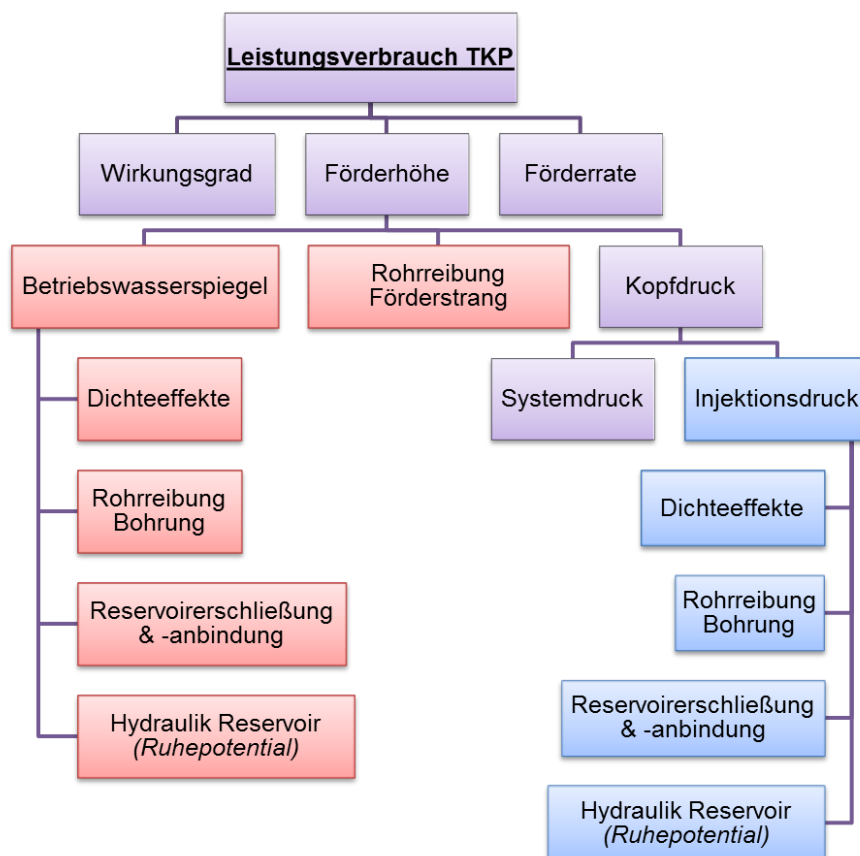 Leistungsverbrauch TKP
Wirkungsgrad
Förderhöhe
Förderrate
Betriebswasserspiegel
Rohrreibung
Förderstrang
Kopfdruck
Systemdruck
Injektionsdruck
Dichteeffekte
Rohrreibung
Bohrung
Reservoirerschließung
& -anbindung
Hydraulik Reservoir
(Ruhepotential)
Dichteeffekte
Rohrreibung
Bohrung
Reservoirerschließung
& -anbindung
Hydraulik Reservoir
(Ruhepotential)